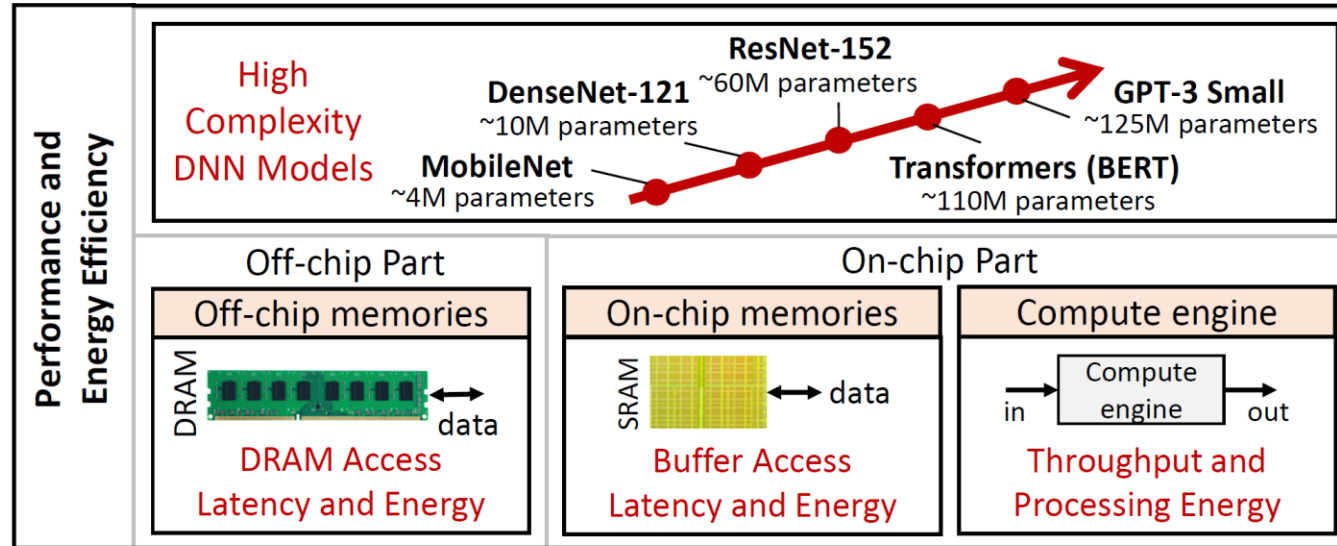 Performance and
Energy Efficiency
High
Complexity
DNN Models
MobileNet
~4M parameters
DenseNet-121
~10M parameters
ResNet-152
~60M parameters
Transformers (BERT)
~110M parameters
GPT-3 Small
~125M parameters
Off-chip Part
Off-chip memories
DRAM
data
DRAM Access
Latency and Energy
On-chip Part
On-chip memories
SRAM
data
Buffer Access
Latency and Energy
Compute engine
in
Compute
engine
out
Throughput and
Processing Energy